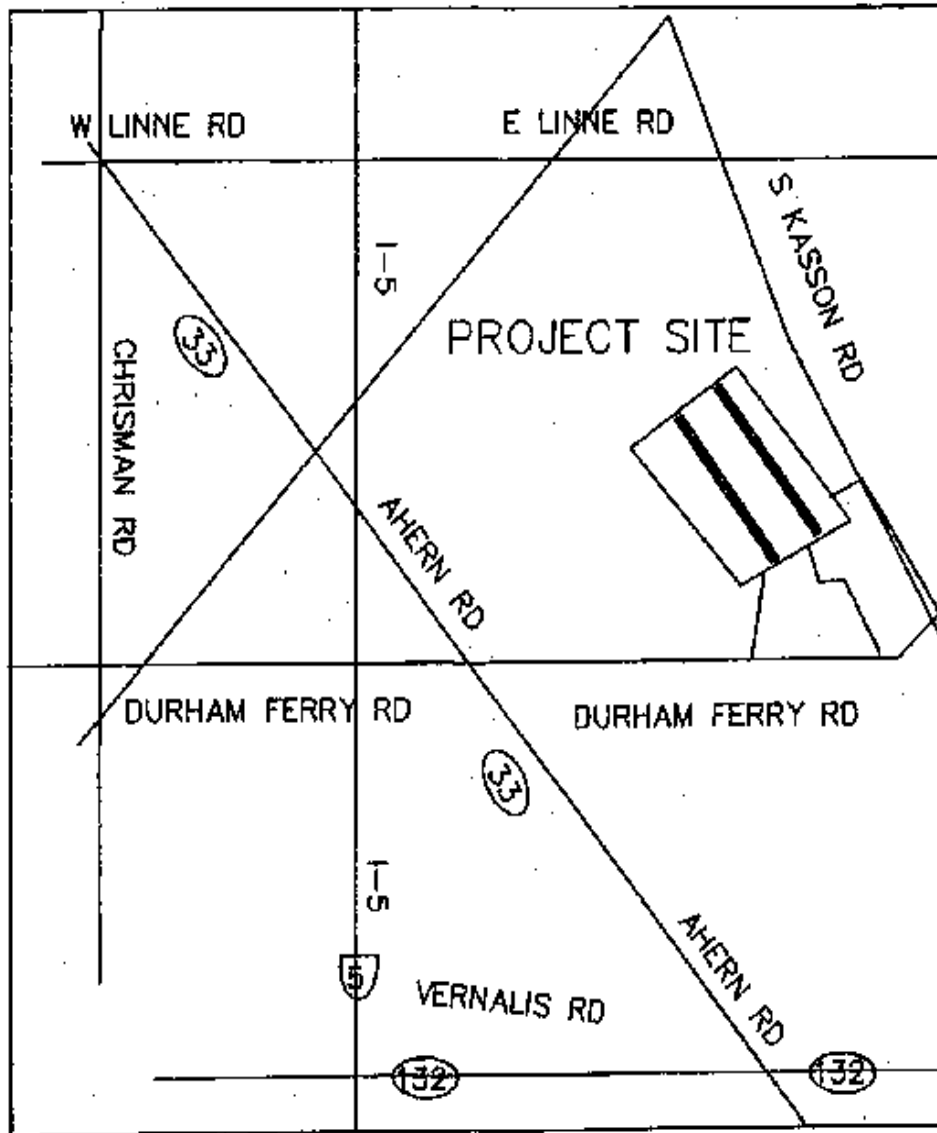 W LINNE RD
E LINNE RD
S KASSON RD
I-5
33
PROJECT SITE
CHRISMAN RD
AHERN RD
DURHAM FERRY RD
DURHAM FERRY RD
33
I-5
AHERN RD
5
VERNALIS RD
132
132